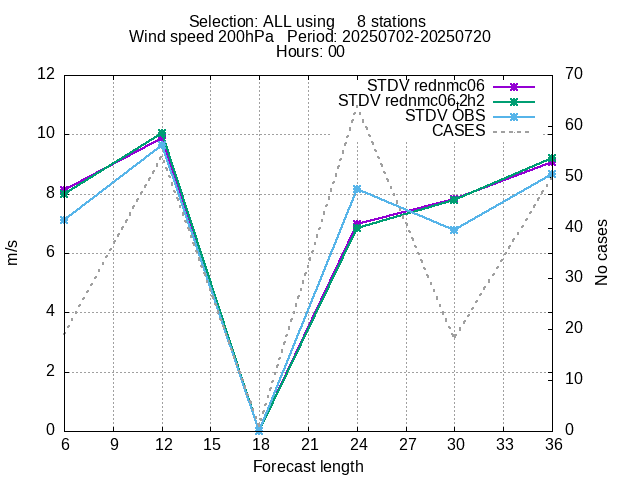 Selection: ALL using     8 stations
Wind speed 200hPa   Period: 20250702-20250720
Hours: 00
STDV rednmc06
STDV rednmc06,2h2
STDV OBS
CASES
m/s
No cases
12
10
8
6
4
2
0
70
60
50
40
30
20
10
0
6 9 12 15 18 21 24 27 30 33 36
Forecast length